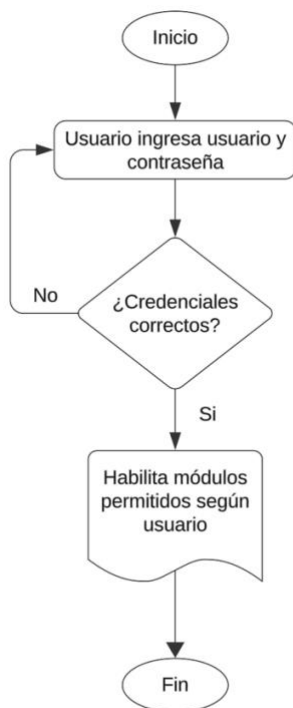 Inicio
Usuario ingresa usuario y
contraseña
No
¿Credenciales
correctos?
Si
Habilita módulos
permitidos según
usuario
Fin